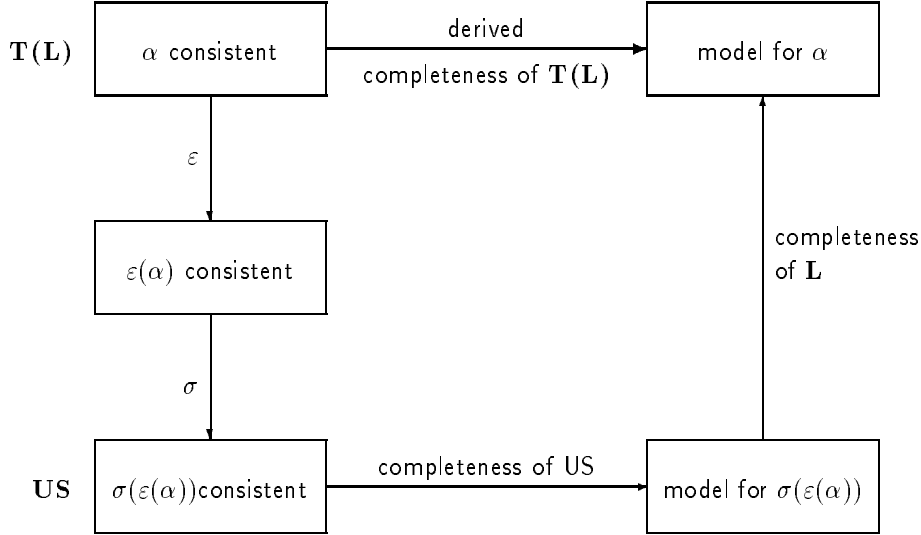 T(L)
α consistent
derived
completeness of T(L)
model for α
ε
ε(α) consistent
completeness
of L
σ
US
σ(ε(α))consistent
completeness of US
model for σ(ε(α))